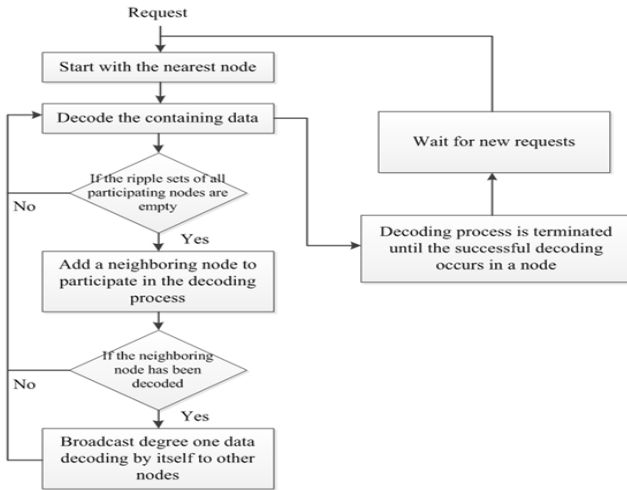 Request
Start with the nearest node
Decode the containing data
If the ripple sets of all
participating nodes are
empty
No
Yes
Add a neighboring node to
participate in the decoding
process
If the neighboring
node has been
decoded
No
Yes
Broadcast degree one data
decoding by itself to other
nodes
Wait for new requests
Decoding process is terminated
until the successful decoding
occurs in a node